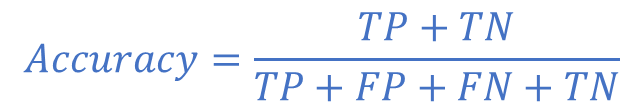 Accuracy = TP + TN / TP + FP + FN + TN